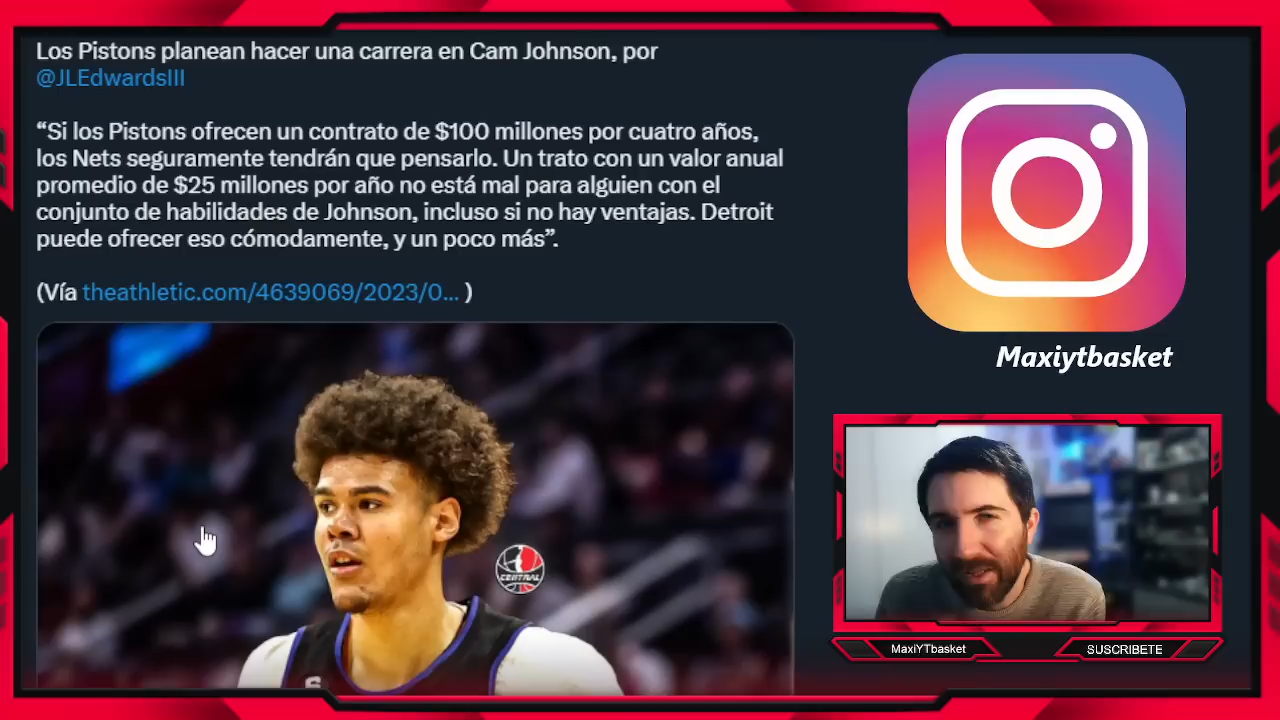 Los Pistons planean hacer una carrera en Cam Johnson, por
@JLEdwardsIII
“Si los Pistons ofrecen un contrato de $100 millones por cuatro años,
los Nets seguramente tendrán que pensarlo. Un trato con un valor anual
promedio de $25 millones por año no está mal para alguien con el
conjunto de habilidades de Johnson, incluso si no hay ventajas. Detroit
puede ofrecer eso cómodamente, y un poco más”.
(Vía theathletic.com/4639069/2023/0... )
CENTRAL
Maxiytbasket
MaxiYTbasket
SUSCRIBETE